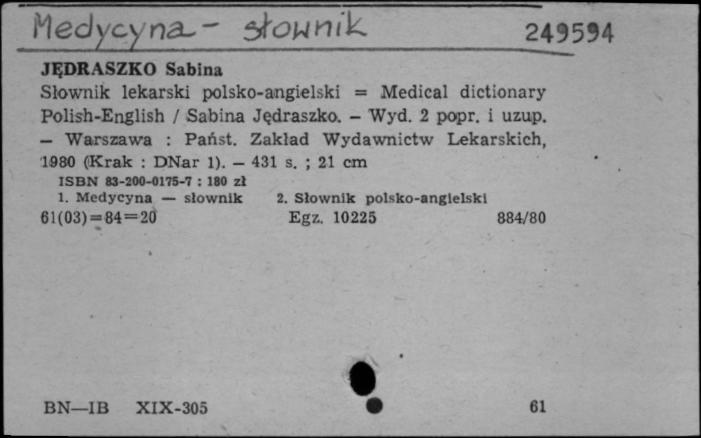 Medycyna - słownik 249594
JĘDRASZKO Sabina
Słownik lekarski polsko-angielski = Medical dictionary
Polish-English / Sabina Jędraszko. – Wyd. 2 popr. i uzup.
— Warszawa : Państ. Zakład Wydawnictw Lekarskich,
1980 (Krak : DNar 1). — 431 s. ; 21 cm
ISBN 83-200-0175-7 : 180 zł
1. Medycyna — słownik 2. Słownik polsko-angielski
61(03)=84=20 Egz. 10225 884/80
BN—IB XIX-305 61